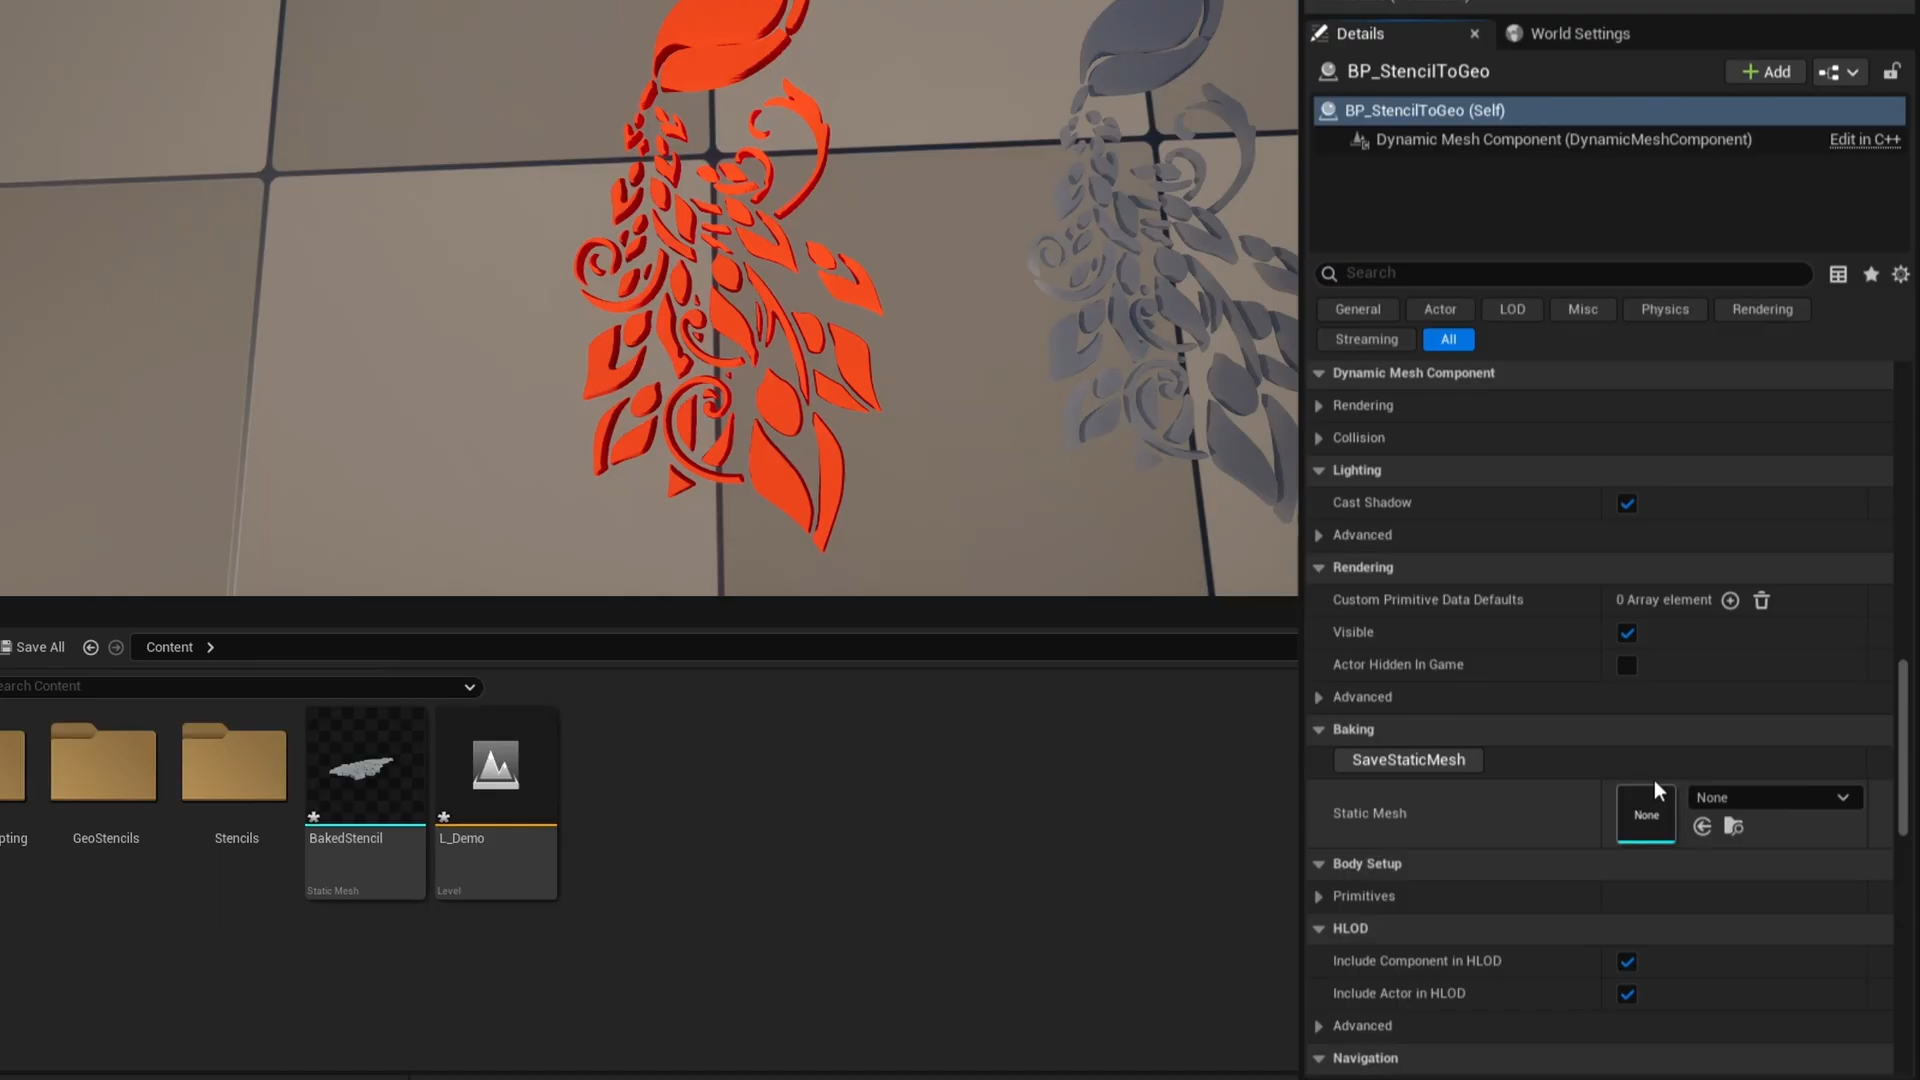 Details
World Settings
BP_StencilToGeo
Add
BP_StencilToGeo (Self)
Dynamic Mesh Component (DynamicMeshComponent)
Edit in C++
Search
General
Actor
LOD
Misc
Physics
Rendering
Streaming
All
Dynamic Mesh Component
Rendering
Collision
Lighting
Cast Shadow
Advanced
Rendering
Custom Primitive Data Defaults
0 Array element
Visible
Actor Hidden In Game
Advanced
Baking
SaveStaticMesh
Static Mesh
None
None
Body Setup
Primitives
HLOD
Include Component in HLOD
Include Actor in HLOD
Advanced
Navigation
Save All
Content
earch Content
pting
GeoStencils
Stencils
BakedStencil
Static Mesh
L_Demo
Level